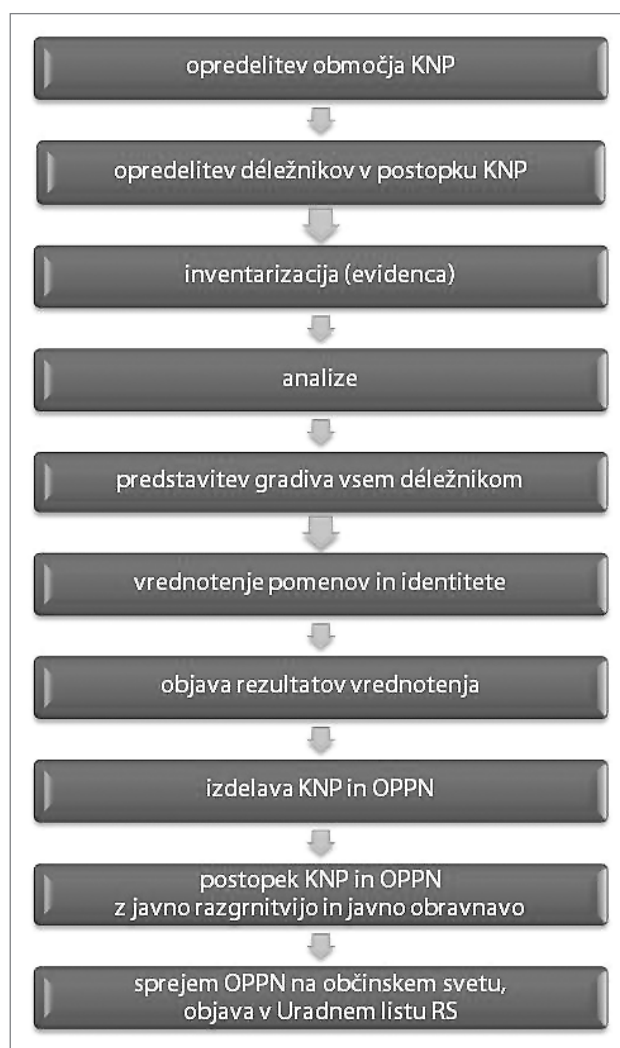 opredelitev območja KNP
opredelitev déležnikov v postopku KNP
inventarizacija (evidenca)
analize
predstavitev gradiva vsem déležnikom
vrednotenje pomenov in identitete
objava rezultatov vrednotenja
izdelava KNP in OPPN
postopek KNP in OPPN
z javno razgrnitvijo in javno obravnavo
sprejem OPPN na občinskem svetu,
objava v Uradnem listu RS